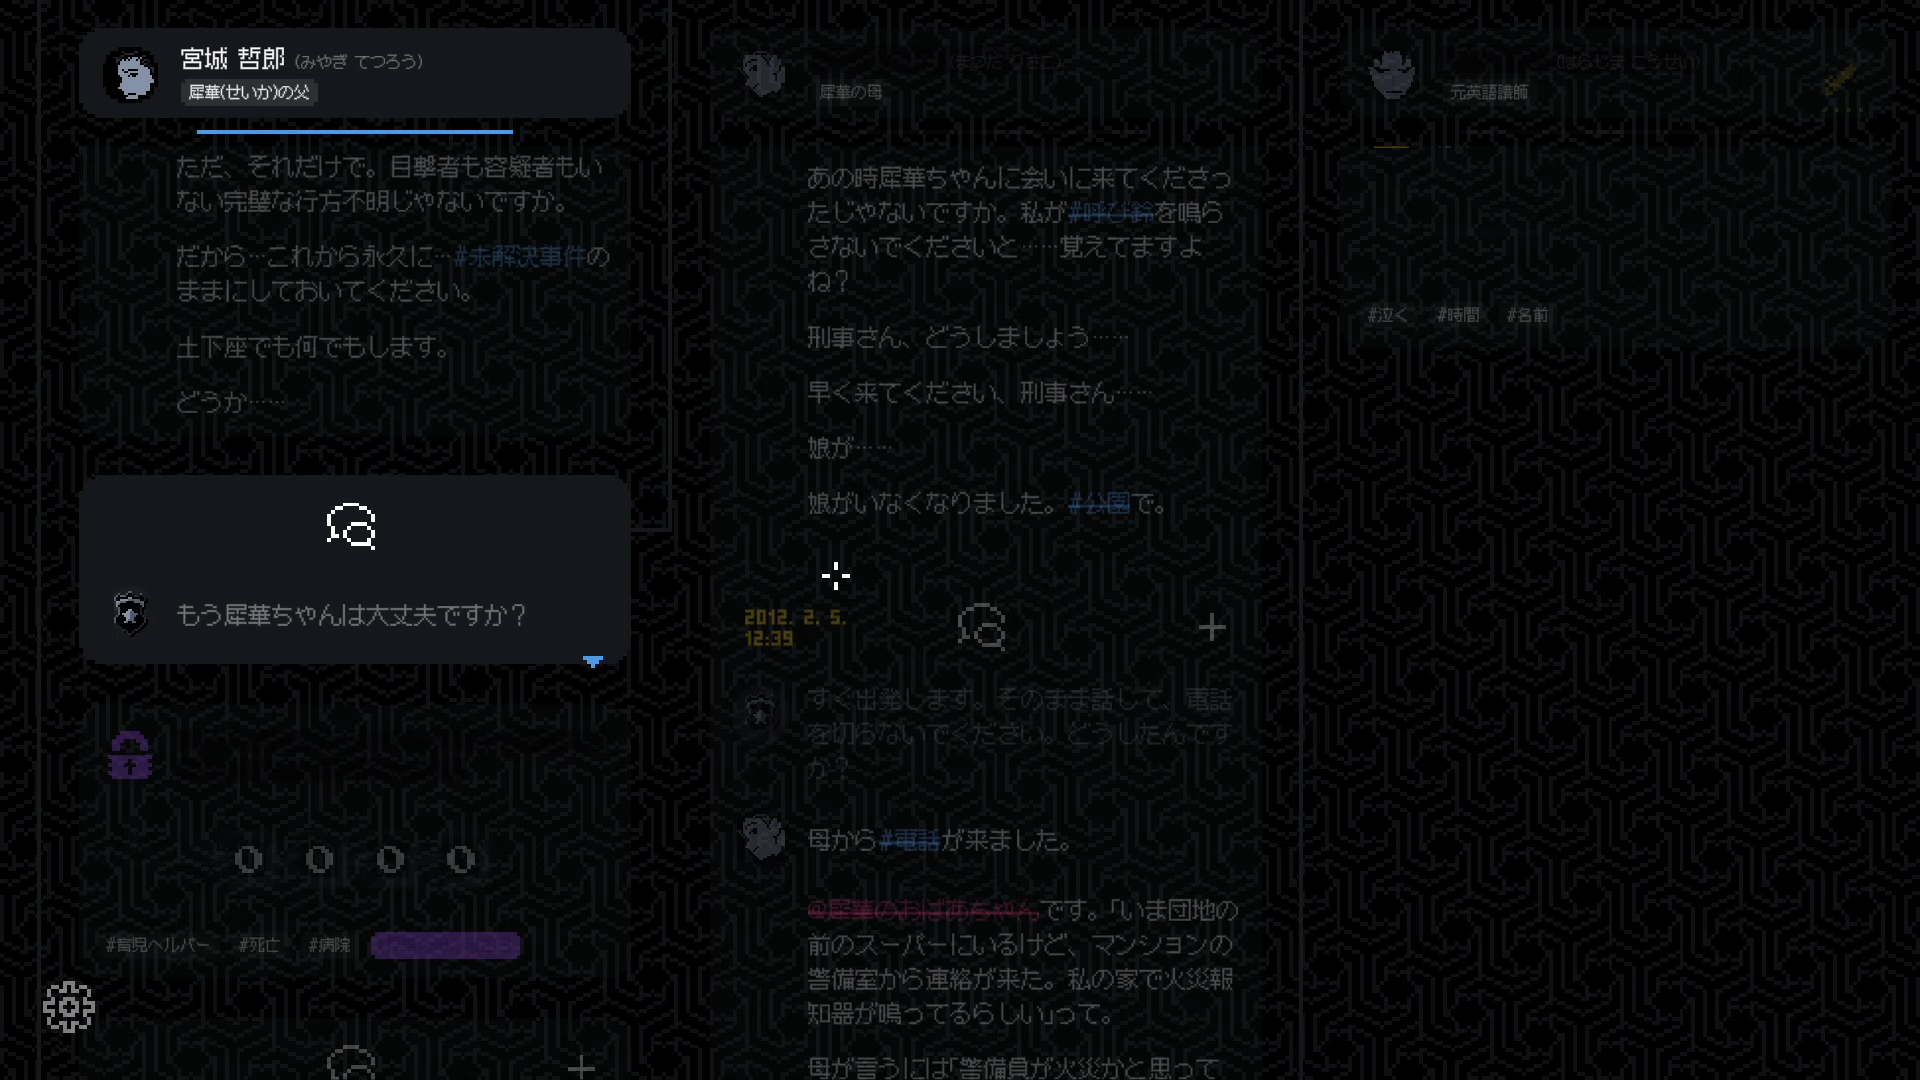 宮城 哲郎 (みやぎ てつろう)
犀華(せいか)の父
ただ、それだけで。目撃者も容疑者もい
ない完璧な行方不明じゃないですか。
だから…これから永久に…#未解決事件の
ままにしておいてください。
土下座でも何でもします。
どうか……
もう犀華ちゃんは大丈夫ですか？
0 0 0 0
#育児ヘルパー #死亡 #病院
(まつだ りさこ)
犀華の母
あの時犀華ちゃんに会いに来てくださっ
たじゃないですか。私が#呼び鈴を鳴ら
さないでくださいと……覚えてますよ
ね？
刑事さん、どうしましょう……
早く来てください、刑事さん……
娘が……
娘がいなくなりました。#公園で。
2012. 2. 5.
12:39
すぐ出発します。そのまま話して、電話
を切らないでください。どうしたんです
か？
母から#電話が来ました。
@犀華のおばあちゃんです。「いま団地の
前のスーパーにいるけど、マンションの
警備室から連絡が来た。私の家で火災報
知器が鳴ってるらしい」って。
母が言うには「警備員が火災かと思って
(はらじま こうせい)
元英語講師
#泣く #時間 #名前